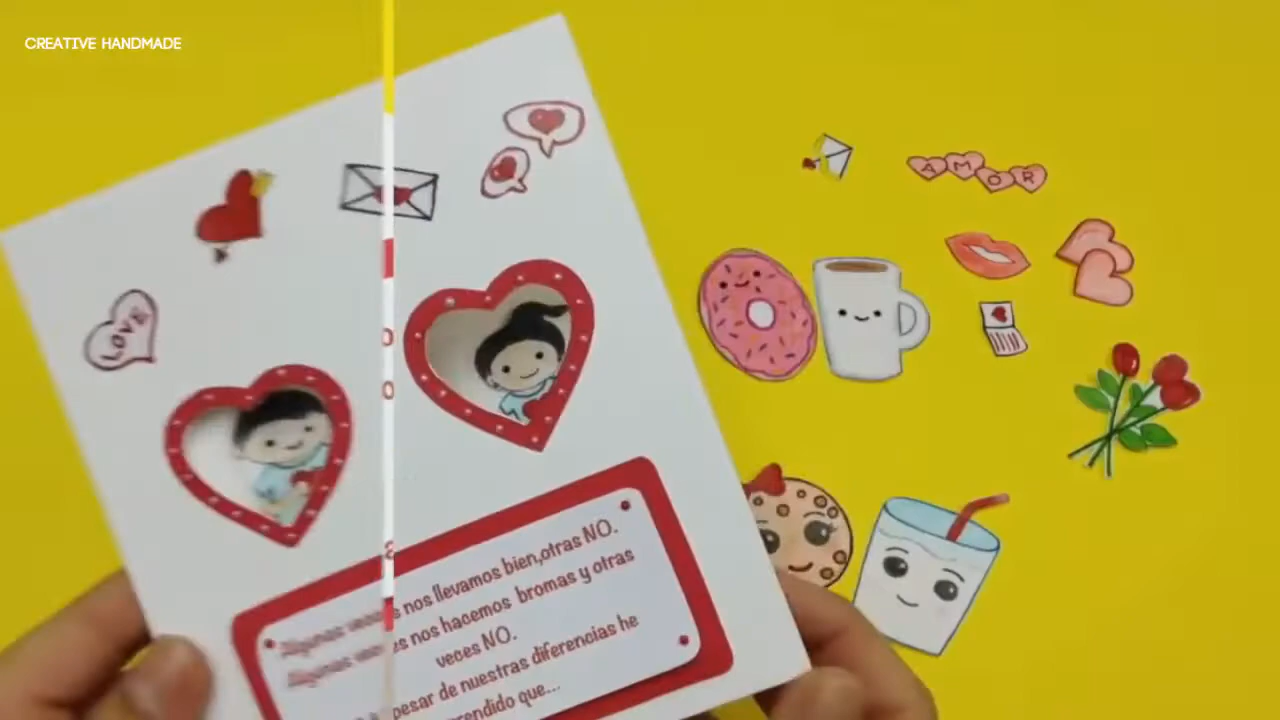 CREATIVE HANDMADE
LOVE
AMOR
Algunas veces nos llevamos bien,otras NO.
Algunas veces nos hacemos bromas y otras
veces NO.
pesar de nuestras diferencias he
que...